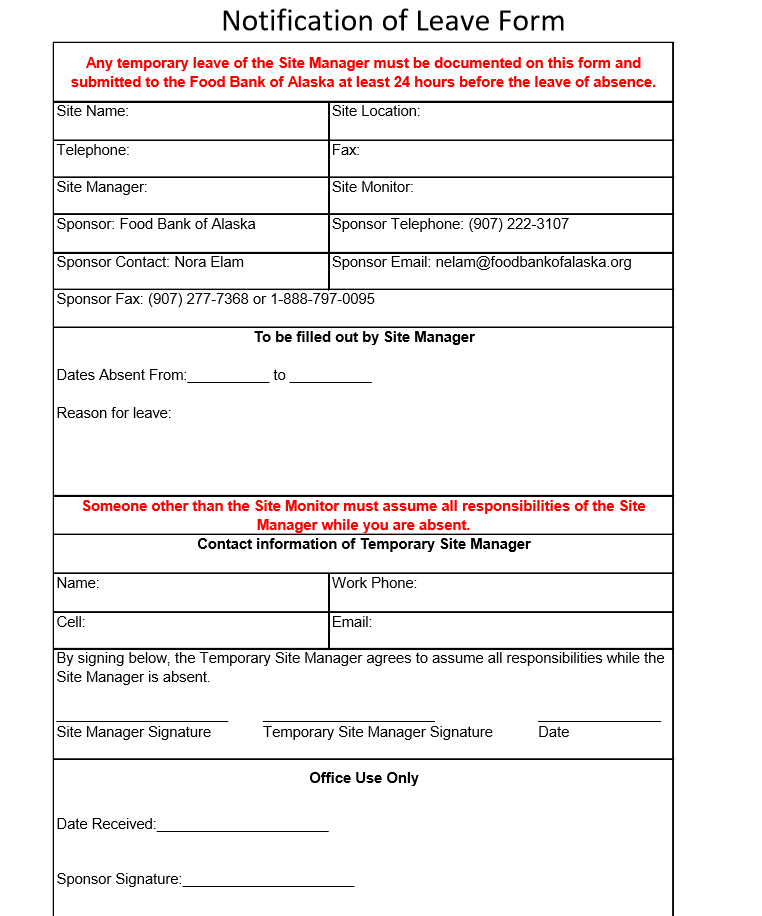 Notification of Leave Form
Any temporary leave of the Site Manager must be documented on this form and
submitted to the Food Bank of Alaska at least 24 hours before the leave of absence.
Site Name: Site Location:
Telephone: Fax:
Site Manager: Site Monitor:
Sponsor: Food Bank of Alaska Sponsor Telephone: (907) 222-3107
Sponsor Contact: Nora Elam Sponsor Email: nelam@foodbankofalaska.org
Sponsor Fax: (907) 277-7368 or 1-888-797-0095
To be filled out by Site Manager
Dates Absent From:__________ to __________
Reason for leave:
Someone other than the Site Monitor must assume all responsibilities of the Site
Manager while you are absent.
Contact information of Temporary Site Manager
Name: Work Phone:
Cell: Email:
By signing below, the Temporary Site Manager agrees to assume all responsibilities while the
Site Manager is absent.
_____________________ _____________________ _______________
Site Manager Signature Temporary Site Manager Signature Date
Office Use Only
Date Received:_____________________
Sponsor Signature:_____________________